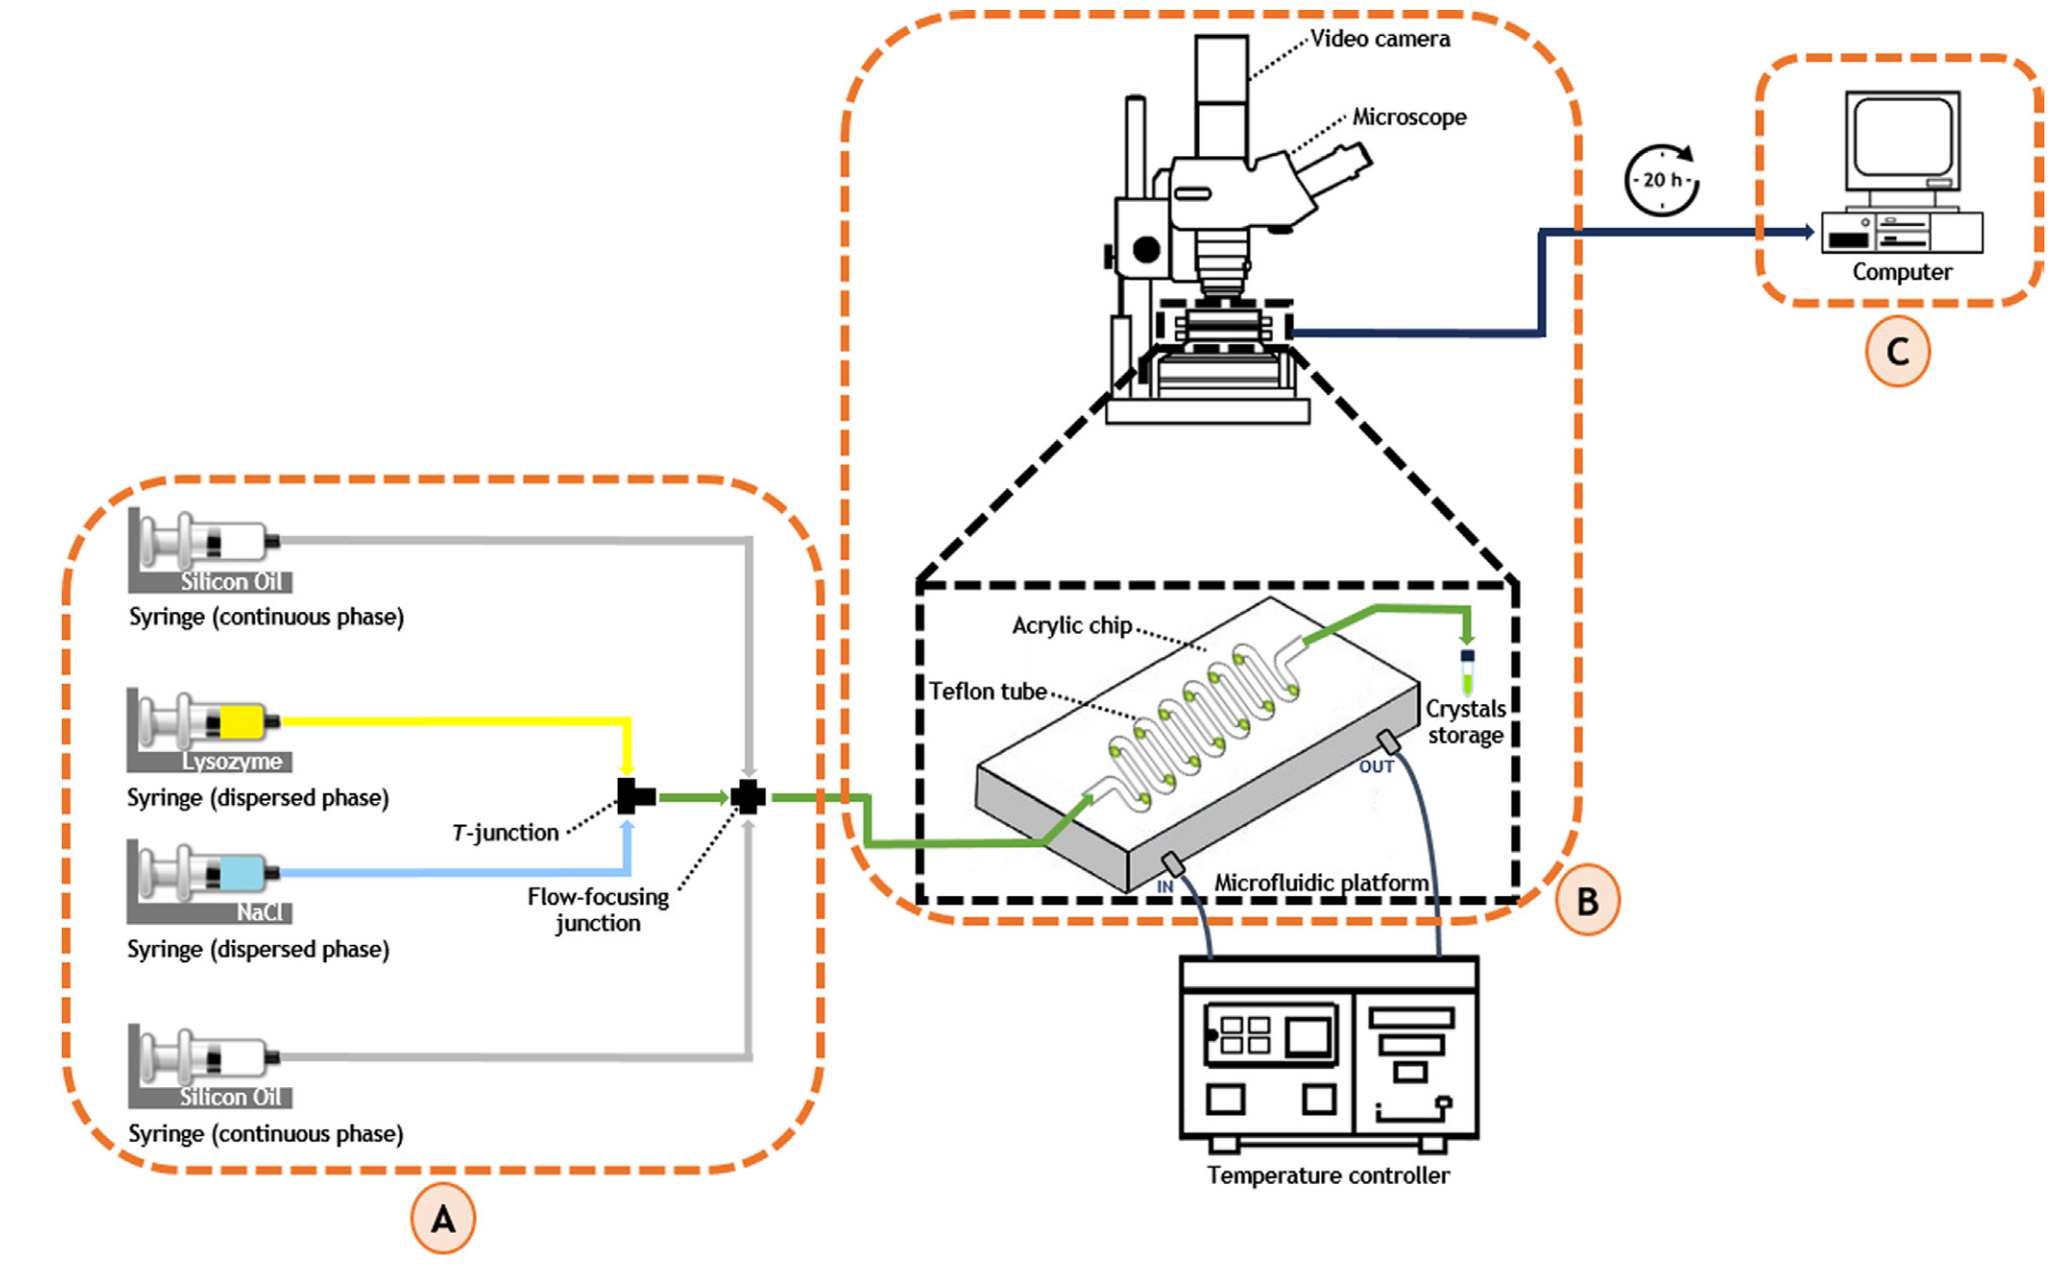 Video camera
Microscope
- 20 h -
Computer
C
Silicon Oil
Syringe (continuous phase)
Lysozyme
Syringe (dispersed phase)
T-junction
NaCl
Syringe (dispersed phase)
Flow-focusing
junction
Silicon Oil
Syringe (continuous phase)
A
Acrylic chip
Teflon tube
Crystals
storage
OUT
IN
Microfluidic platform
B
Temperature controller